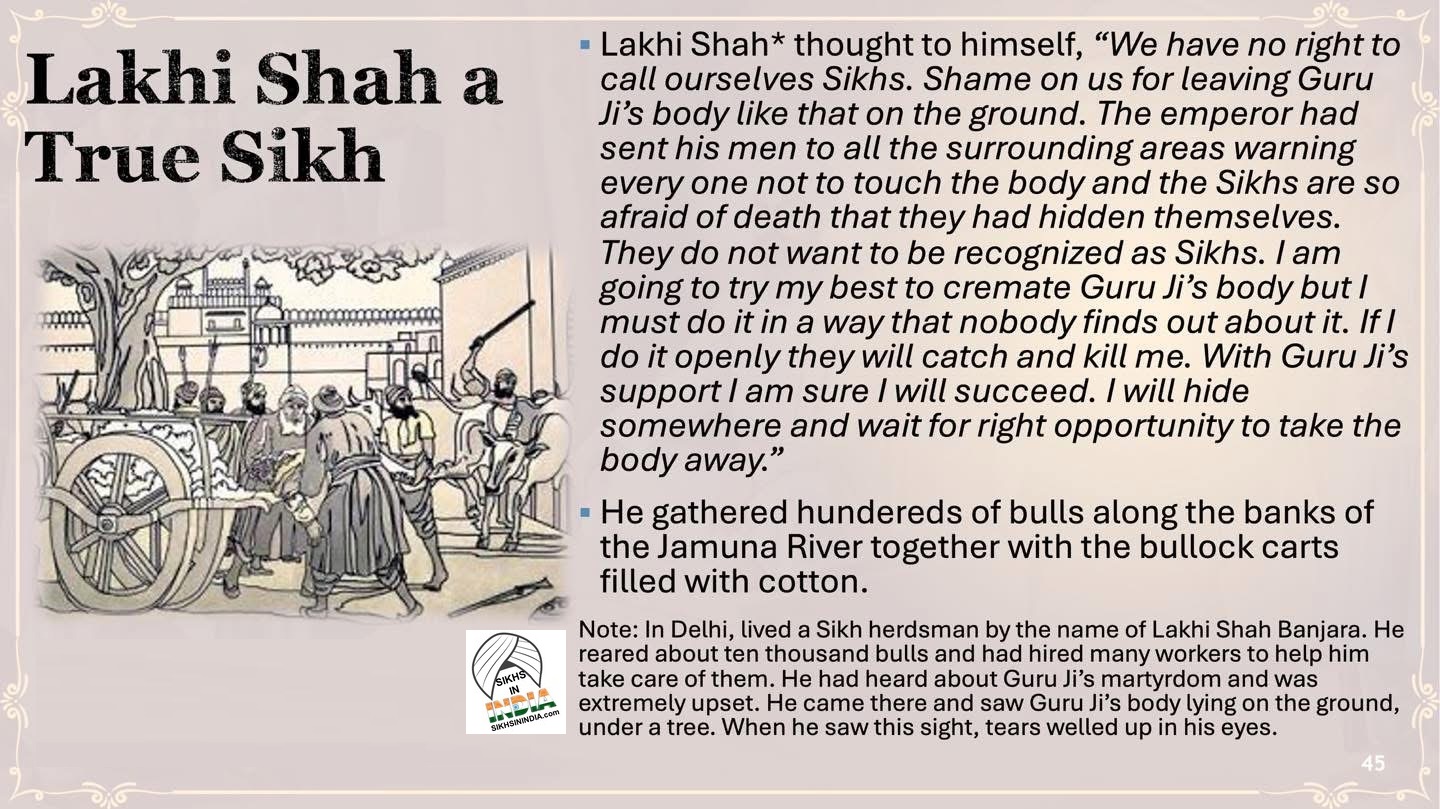 Lakhi Shah a
True Sikh
▪ Lakhi Shah* thought to himself, “We have no right to
call ourselves Sikhs. Shame on us for leaving Guru
Ji’s body like that on the ground. The emperor had
sent his men to all the surrounding areas warning
every one not to touch the body and the Sikhs are so
afraid of death that they had hidden themselves.
They do not want to be recognized as Sikhs. I am
going to try my best to cremate Guru Ji’s body but I
must do it in a way that nobody finds out about it. If I
do it openly they will catch and kill me. With Guru Ji’s
support I am sure I will succeed. I will hide
somewhere and wait for right opportunity to take the
body away.”
▪ He gathered hundereds of bulls along the banks of
the Jamuna River together with the bullock carts
filled with cotton.
Note: In Delhi, lived a Sikh herdsman by the name of Lakhi Shah Banjara. He
reared about ten thousand bulls and had hired many workers to help him
take care of them. He had heard about Guru Ji’s martyrdom and was
extremely upset. He came there and saw Guru Ji’s body lying on the ground,
under a tree. When he saw this sight, tears welled up in his eyes.
SIKHS
IN
INDIA
SIKHSININDIA.com
45